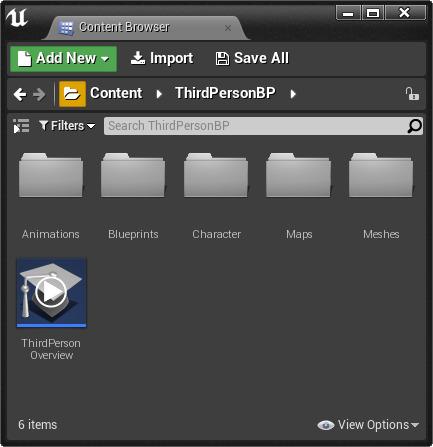 Content Browser
Add New Import Save All
Content ThirdPersonBP
Filters Search ThirdPersonBP
Animations Blueprints Character Maps Meshes
ThirdPerson
Overview
6 items View Options